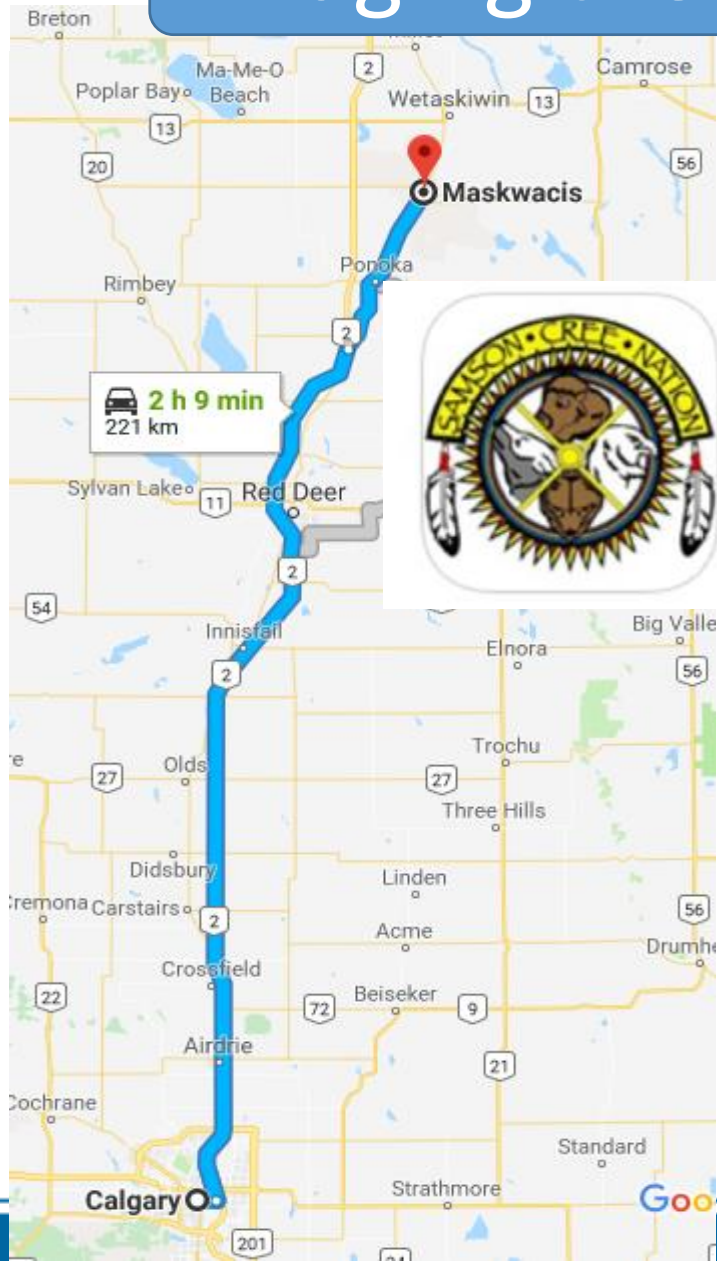 Breton
2
Camrose
Ma-Me-O
Beach
Poplar Bay
Wetaskiwin
13
13
20
56
Maskwacis
Ponoka
Rimbey
2
SAMSON • CREE • NATION
2 h 9 min
221 km
Sylvan Lake
11
Red Deer
2
54
Innisfail
Big Valle
Elnora
2
56
Trochu
Olds
27
27
Three Hills
Didsbury
Linden
remona
Carstairs
2
56
Acme
Drumhe
Crossfield
22
72
Beiseker
9
Airdrie
21
Cochrane
Standard
Calgary
Strathmore
Goo
201